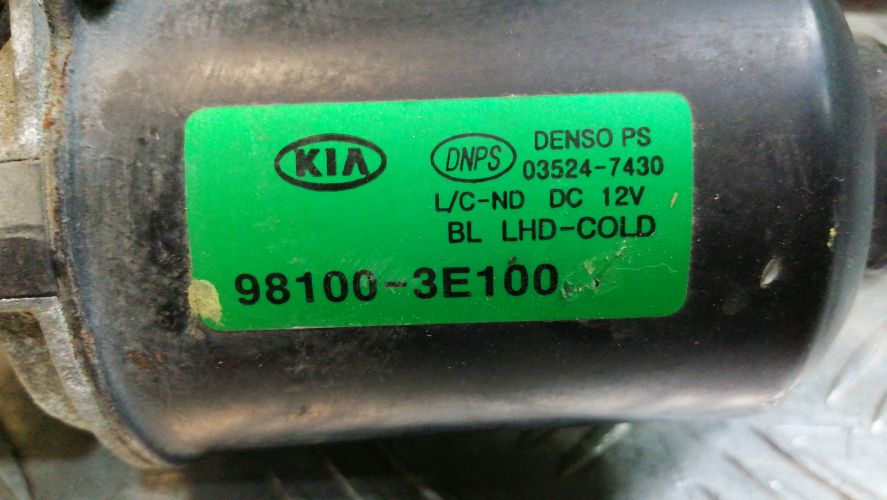 KIA
DNPS
DENSO PS
03524-7430
L/C-ND DC 12V
BL LHD-COLD
98100-3E100